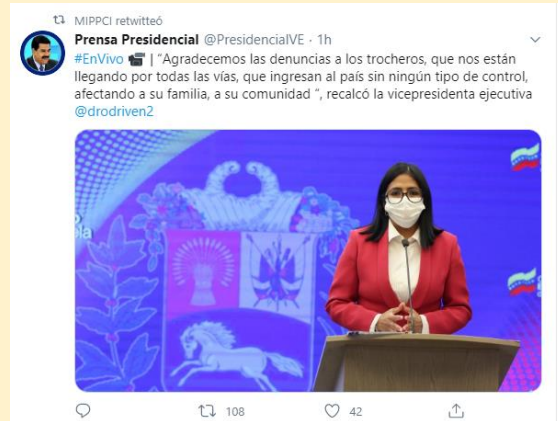 MIPPCI retwitteó
Prensa Presidencial @PresidencialVE · 1h
#EnVivo 📹 | “Agradecemos las denuncias a los trocheros, que nos están
llegando por todas las vías, que ingresan al país sin ningún tipo de control,
afectando a su familia, a su comunidad “, recalcó la vicepresidenta ejecutiva
@drodriven2
108
42